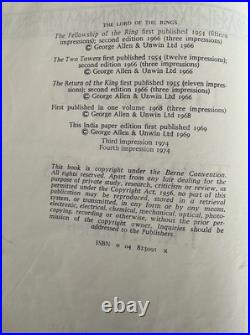 THE LORD OF THE RINGS
The Fellowship of the Ring first published 1954 (fifteen
impressions); second edition 1966 (three impressions)
© George Allen & Unwin Ltd 1966
The Two Towers first published 1954 (twelve impressions);
second edition 1966 (three impressions)
© George Allen & Unwin Ltd 1966
The Return of the King first published 1955 (eleven
impressions); second edition 1966 (three impressions)
© George Allen & Unwin Ltd 1966
First published in one volume 1968 (three impressions)
© George Allen & Unwin Ltd 1968
This India paper edition first published 1969
© George Allen & Unwin Ltd 1969
Third impression 1974
Fourth impression 1974
This book is copyright under the Berne Convention.
All rights are reserved. Apart from any fair dealing for the
purpose of private study, research, criticism or review, as
permitted under the Copyright Act, 1956, no part of this
publication may be reproduced, stored in a retrieval
system, or transmitted, in any form or by any means,
electronic, electrical, chemical, mechanical, optical, photo-
copying, recording or otherwise, without the prior per-
mission of the copyright owner. Inquiries should be
addressed to the Publishers.
ISBN 0 04 823091 X